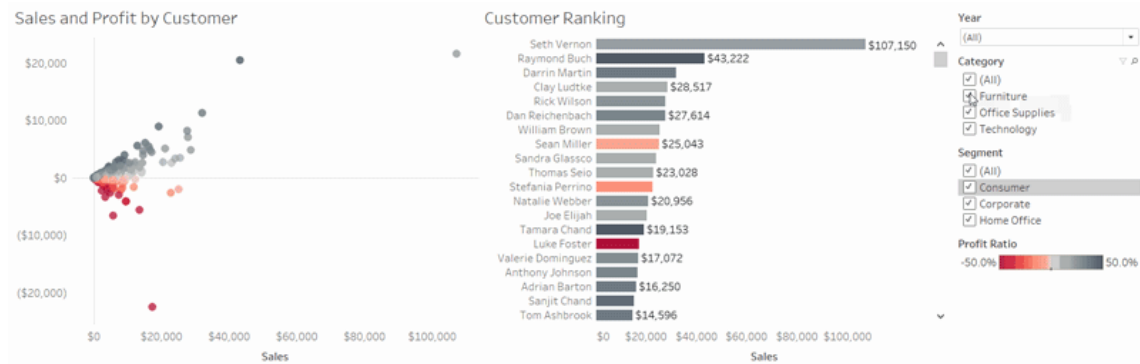 Sales and Profit by Customer
$20,000
$10,000
$0
($10,000)
($20,000)
$0 $20,000 $40,000 $60,000 $80,000 $100,000
Sales
Customer Ranking
Seth Vernon $107,150
Raymond Buch $43,222
Darrin Martin
Clay Ludtke $28,517
Rick Wilson
Dan Reichenbach $27,614
William Brown
Sean Miller $25,043
Sandra Glassco
Thomas Seio $23,028
Stefania Perrino
Natalie Webber $20,956
Joe Elijah
Tamara Chand $19,153
Luke Foster
Valerie Dominguez $17,072
Anthony Johnson
Adrian Barton $16,250
Sanjit Chand
Tom Ashbrook $14,596
$0 $20,000 $40,000 $60,000 $80,000 $100,000
Sales
Year
(All)
Category
(All)
Furniture
Office Supplies
Technology
Segment
(All)
Consumer
Corporate
Home Office
Profit Ratio
-50.0% 50.0%